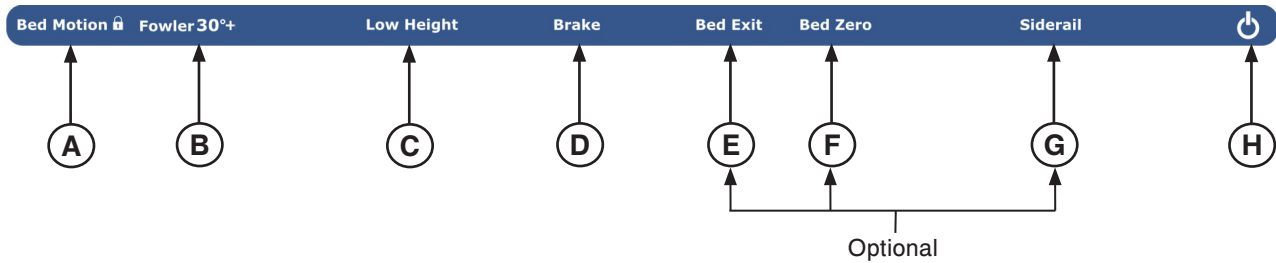 Bed Motion Fowler 30°+ Low Height Brake Bed Exit Bed Zero Siderail
A B C D E F G H
Optional